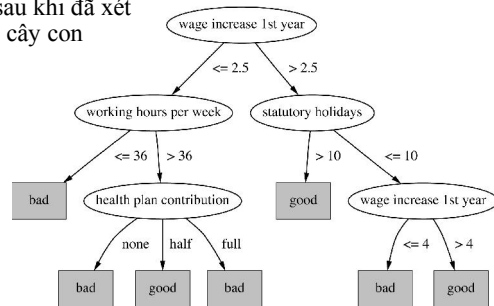 sau khi đã xét
cây con
wage increase 1st year
<= 2.5
> 2.5
working hours per week
statutory holidays
<= 36
> 36
> 10
<= 10
bad
health plan contribution
good
wage increase 1st year
none
half
full
<= 4
> 4
bad
good
bad
bad
good